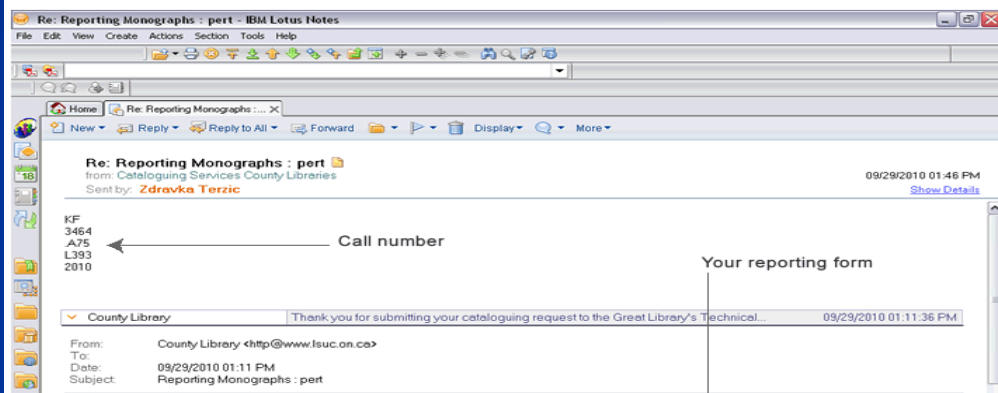 Re: Reporting Monographs : pert - IBM Lotus Notes
File Edit View Create Actions Section Tools Help
Home Re: Reporting Monographs :...
New Reply Reply to All Forward Display More
Re: Reporting Monographs : pert
from: Cataloguing Services County Libraries 09/29/2010 01:46 PM
Sent by: Zdravka Terzic Show Details
18
KF
3464
.A75 Call number
L393
2010
Your reporting form
County Library Thank you for submitting your cataloguing request to the Great Library's Technical... 09/29/2010 01:11:36 PM
From: County Library <http@www.lsuc.on.ca>
To:
Date: 09/29/2010 01:11 PM
Subject: Reporting Monographs : pert